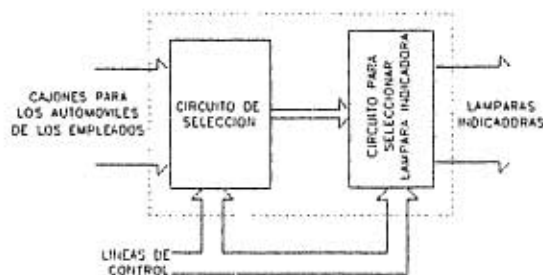 CAJONES PARA
LOS AUTOMOVILES
DE LOS EMPLEADOS
CIRCUITO DE
SELECCION
CIRCUITO PARA
SELECCIONAR
LAMPARA INDICADORA
LAMPARAS
INDICADORAS
LINEAS DE
CONTROL